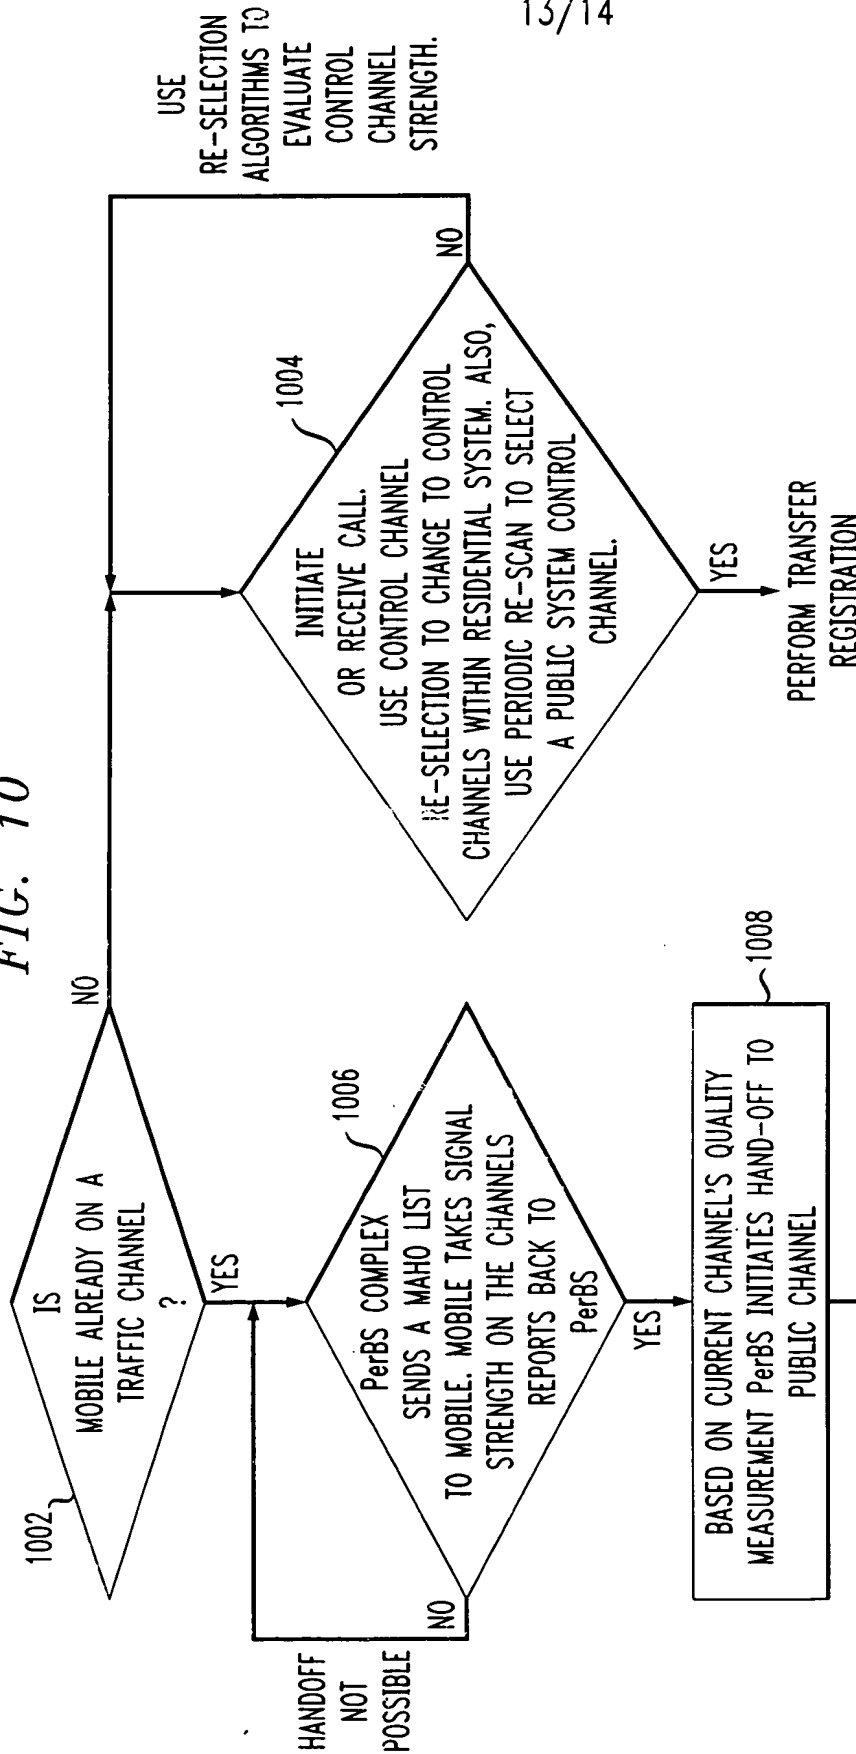 13/14
FIG. 10
1002
IS
MOBILE ALREADY ON A
TRAFFIC CHANNEL
?
NO
YES
HANDOFF
NOT
POSSIBLE
NO
1006
PerBS COMPLEX
SENDS A MAHO LIST
TO MOBILE. MOBILE TAKES SIGNAL
STRENGTH ON THE CHANNELS
REPORTS BACK TO
PerBS
YES
1008
BASED ON CURRENT CHANNEL'S QUALITY
MEASUREMENT PerBS INITIATES HAND-OFF TO
PUBLIC CHANNEL
1004
INITIATE
OR RECEIVE CALL.
USE CONTROL CHANNEL
RE-SELECTION TO CHANGE TO CONTROL
CHANNELS WITHIN RESIDENTIAL SYSTEM. ALSO,
USE PERIODIC RE-SCAN TO SELECT
A PUBLIC SYSTEM CONTROL
CHANNEL.
NO
USE
RE-SELECTION
ALGORITHMS TO
EVALUATE
CONTROL
CHANNEL
STRENGTH.
YES
PERFORM TRANSFER
REGISTRATION